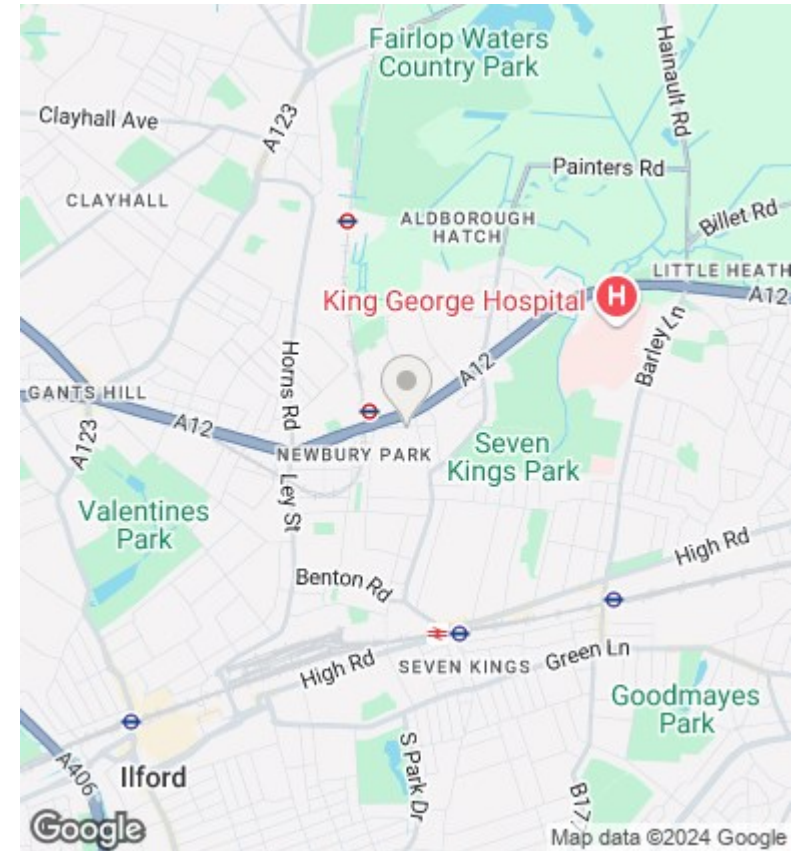 Fairlop Waters
Country Park
Hainault Rd
Clayhall Ave
A123
Painters Rd
CLAYHALL
ALDBOROUGH
HATCH
Billet Rd
LITTLE HEATH
King George Hospital
H
A12
Barley Ln
Horns Rd
A12
GANTS HILL
A12
A123
NEWBURY PARK
Seven
Kings Park
Ley St
Valentines
Park
High Rd
Benton Rd
High Rd
SEVEN KINGS
Green Ln
Goodmayes
Park
S Park Dr
A406
Ilford
B177
Google
Map data ©2024 Google